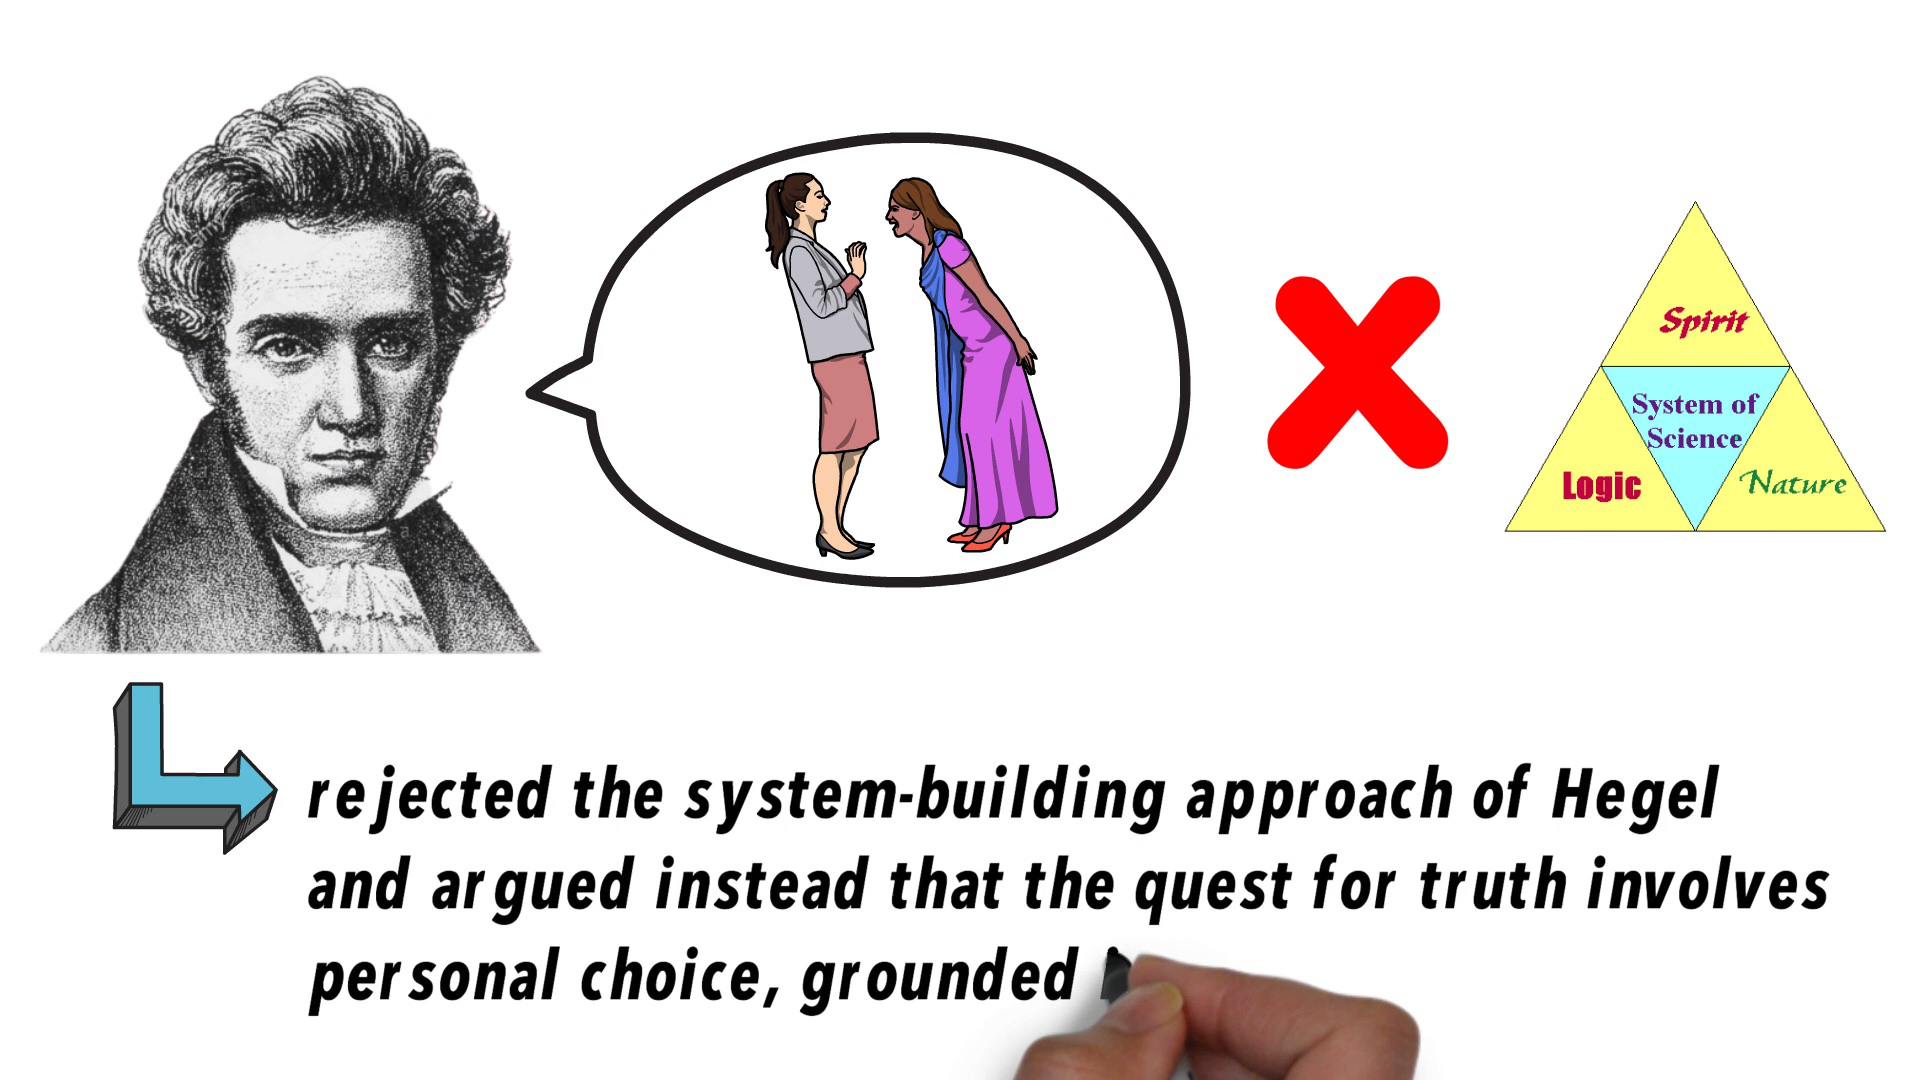 Spirit
System of
Science
Logic
Nature
rejected the system-building approach of Hegel
and argued instead that the quest for truth involves
personal choice, grounded